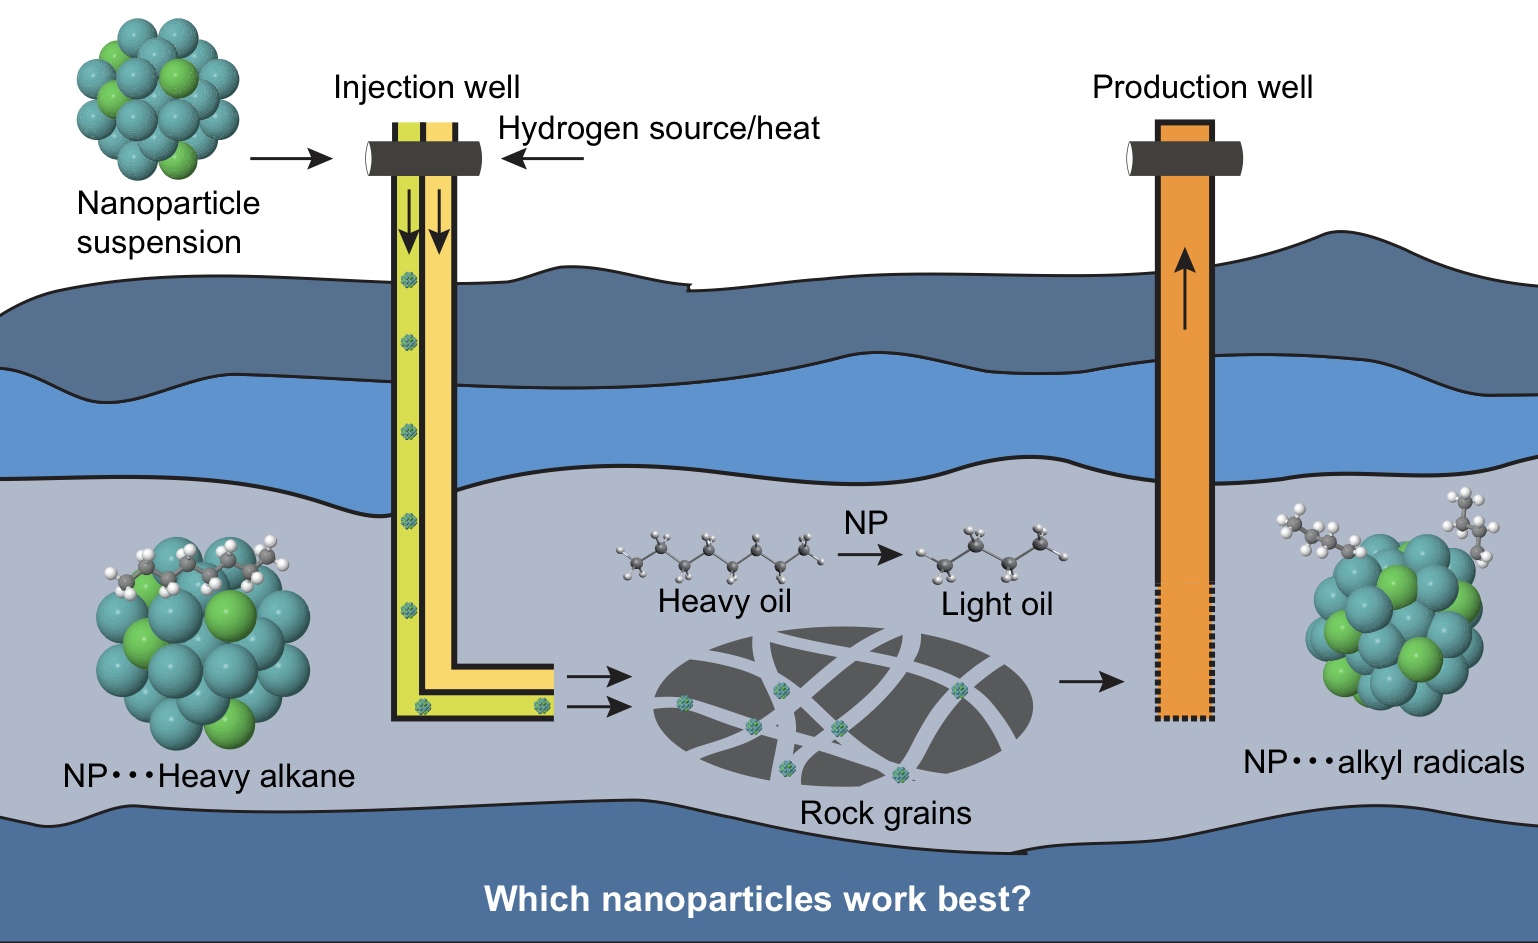 Injection well
Production well
Hydrogen source/heat
Nanoparticle
suspension
NP
Heavy oil
Light oil
NP···Heavy alkane
NP···alkyl radicals
Rock grains
Which nanoparticles work best?